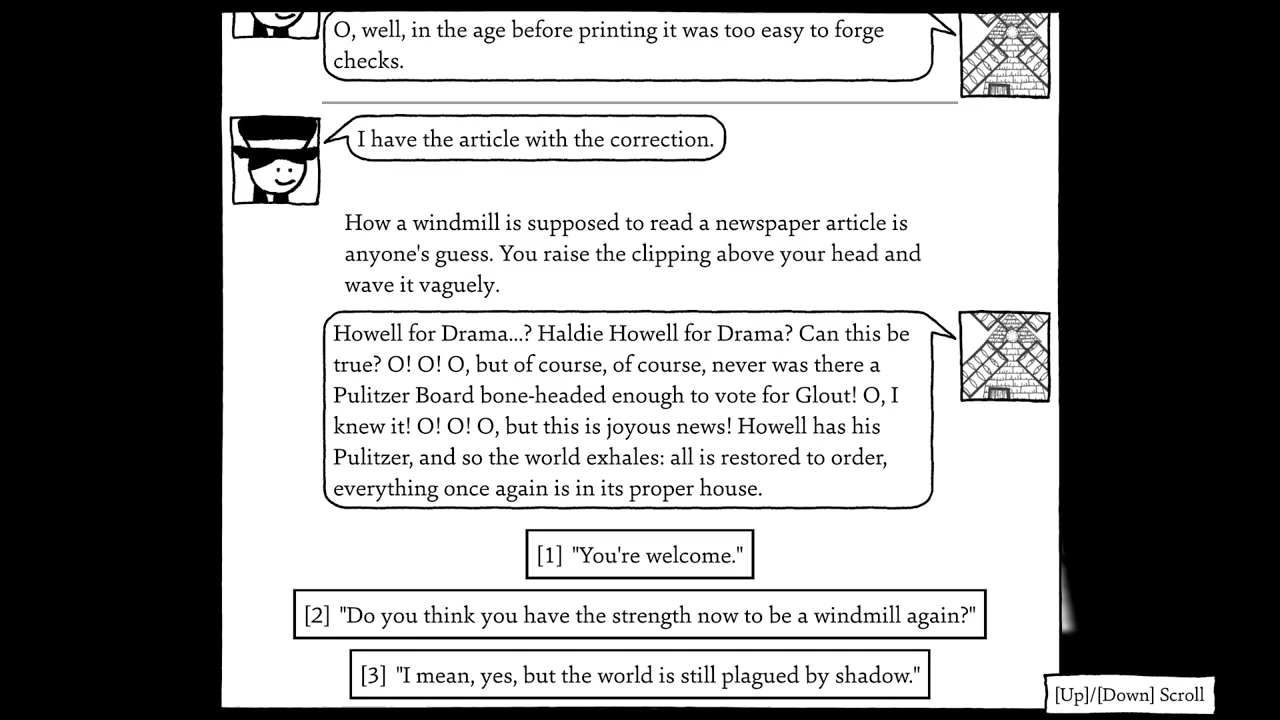 O, well, in the age before printing it was too easy to forge
checks.
I have the article with the correction.
How a windmill is supposed to read a newspaper article is
anyone's guess. You raise the clipping above your head and
wave it vaguely.
Howell for Drama...? Haldie Howell for Drama? Can this be
true? O! O! O, but of course, of course, never was there a
Pulitzer Board bone-headed enough to vote for Glout! O, I
knew it! O! O! O, but this is joyous news! Howell has his
Pulitzer, and so the world exhales: all is restored to order,
everything once again is in its proper house.
[1] "You're welcome."
[2] "Do you think you have the strength now to be a windmill again?"
[3] "I mean, yes, but the world is still plagued by shadow."
[Up]/[Down] Scroll